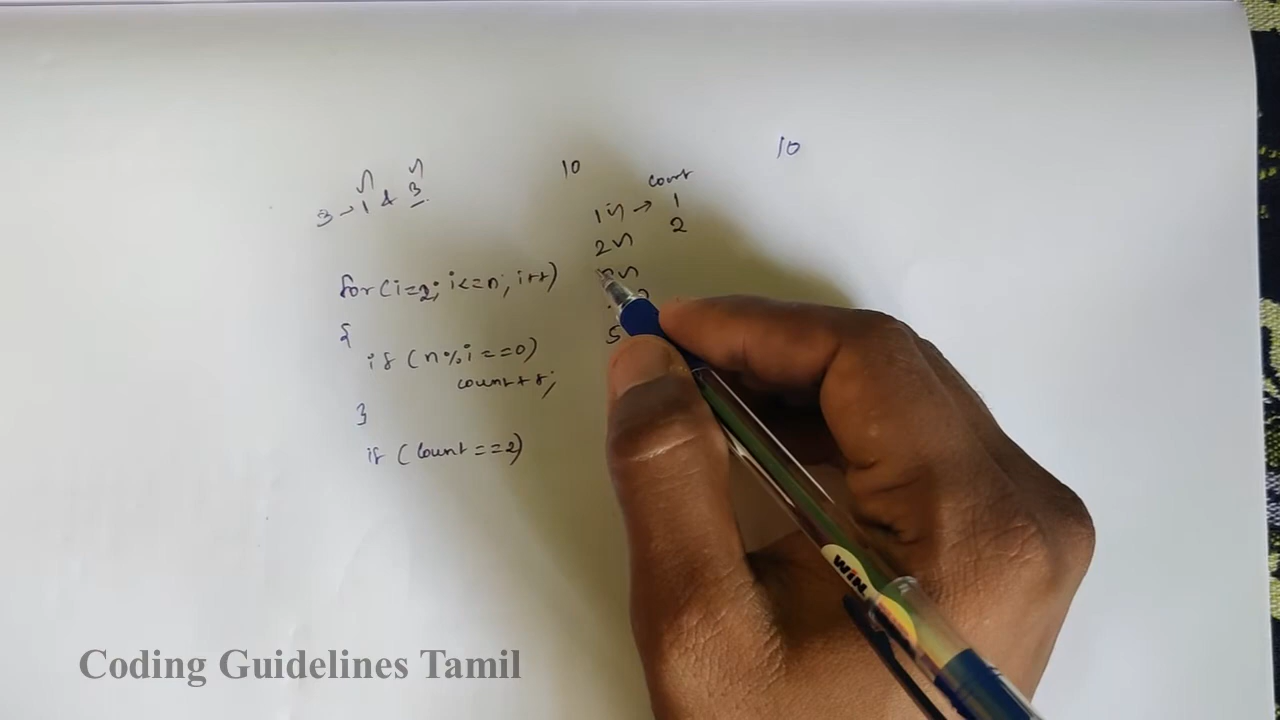 3 → 1 & 3
for(i=2; i<=n; i++)
{
if (n%i==0)
count++;
}
if (count==2)
10
count
1 → 1
2 2
5
10
WIN
Coding Guidelines Tamil